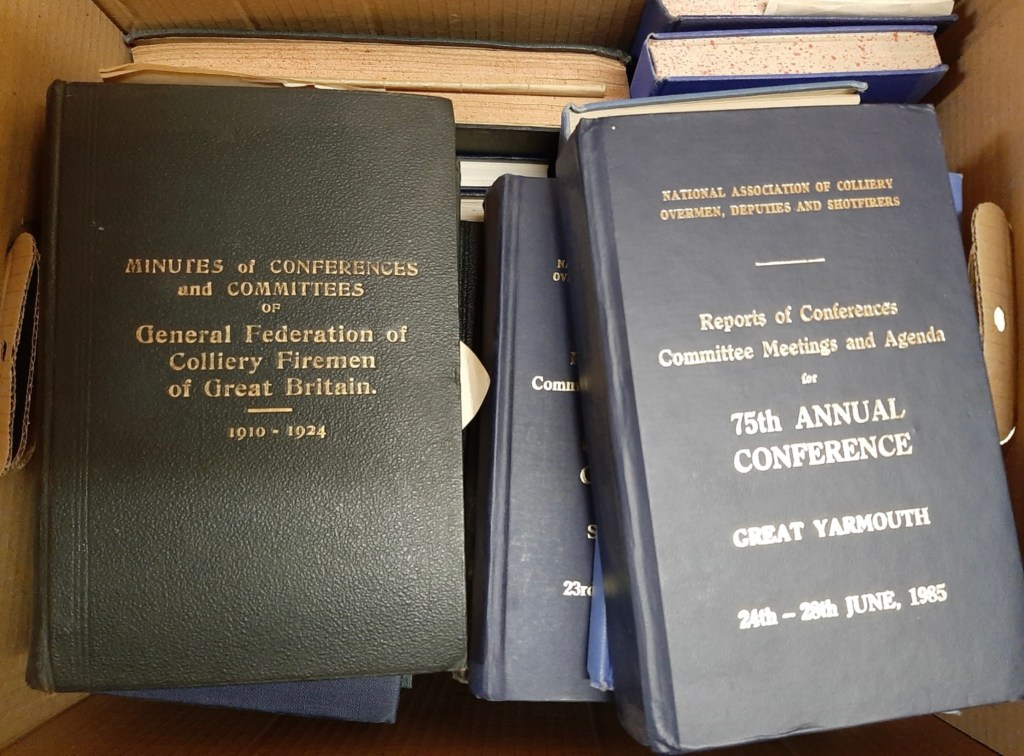 MINUTES of CONFERENCES
and COMMITTEES
OF
General Federation of
Colliery Firemen
of Great Britain.
1910 - 1924
23rd
NATIONAL ASSOCIATION OF COLLIERY
OVERMEN, DEPUTIES AND SHOTFIRERS
Reports of Conferences
Committee Meetings and Agenda
for
75th ANNUAL
CONFERENCE
GREAT YARMOUTH
24th - 28th JUNE, 1985